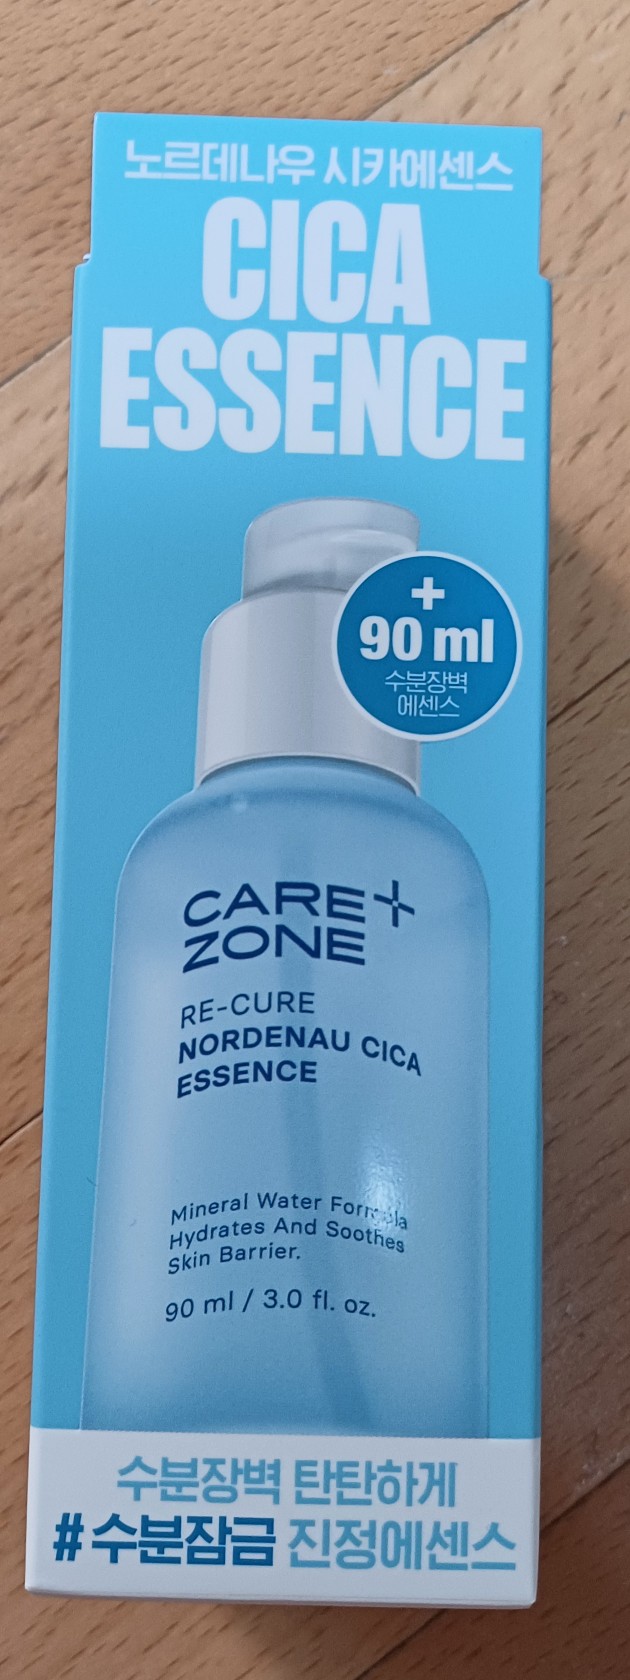 노르데나우 시카에센스
CICA
ESSENCE
+
90 ml
수분장벽
에센스
CARE+
ZONE
RE-CURE
NORDENAU CICA
ESSENCE
Mineral Water Formula
Hydrates And Soothes
Skin Barrier.
90 ml / 3.0 fl. oz.
수분장벽 탄탄하게
#수분잠금 진정에센스